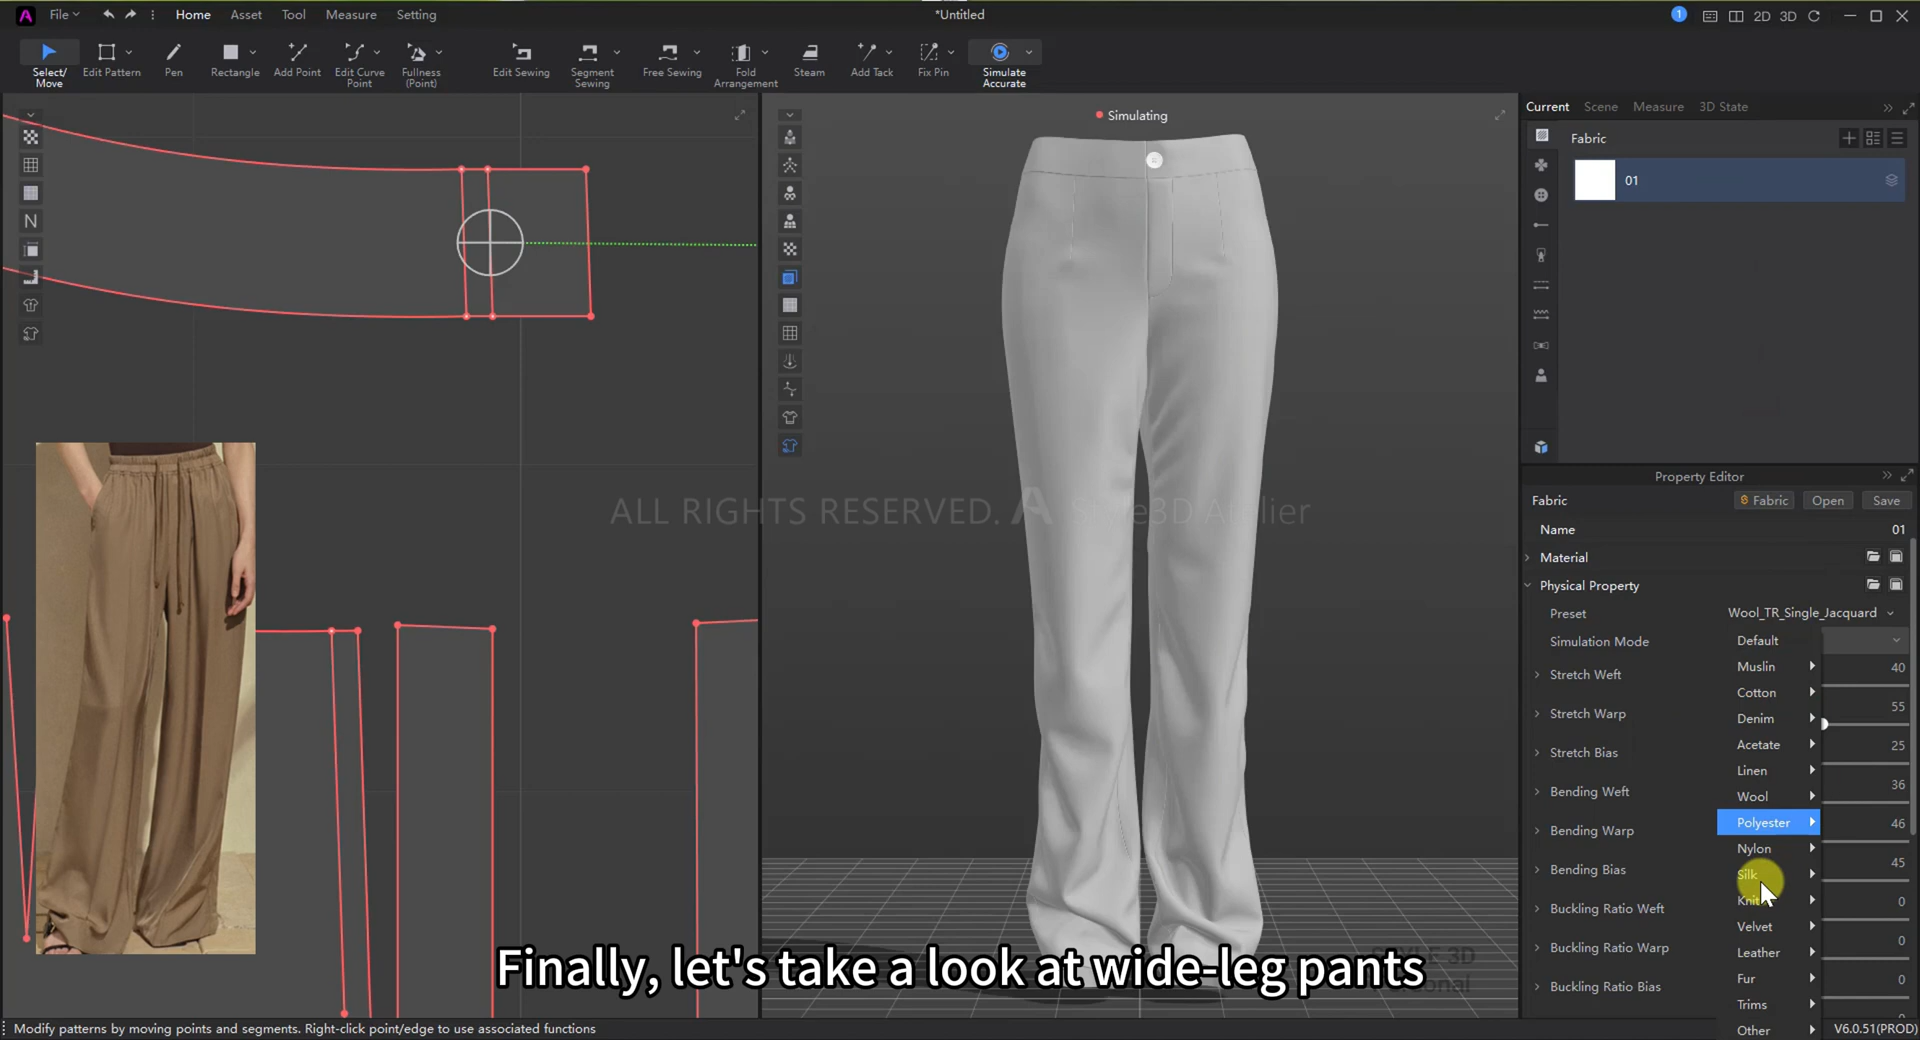 File
Home
Asset
Tool
Measure
Setting
*Untitled
1
2D
3D
Select/
Move
Edit Pattern
Pen
Rectangle
Add Point
Edit Curve
Point
Fullness
(Point)
Edit Sewing
Segment
Sewing
Free Sewing
Fold
Arrangement
Steam
Add Tack
Fix Pin
Simulate
Accurate
Simulating
Current
Scene
Measure
3D State
Fabric
01
Property Editor
Fabric
Fabric
Open
Save
Name
01
Material
Physical Property
Preset
Wool_TR_Single_Jacquard
Simulation Mode
Default
Stretch Weft
Muslin
40
Cotton
Stretch Warp
Denim
55
Stretch Bias
Acetate
25
Linen
Bending Weft
Wool
36
Bending Warp
Polyester
46
Nylon
Bending Bias
Silk
45
Buckling Ratio Weft
Knit
0
Velvet
Buckling Ratio Warp
Leather
0
Fur
Buckling Ratio Bias
0
Trims
Other
ALL RIGHTS RESERVED.
Finally, let's take a look at wide-leg pants
Modify patterns by moving points and segments. Right-click point/edge to use associated functions
V6.0.51(PROD)